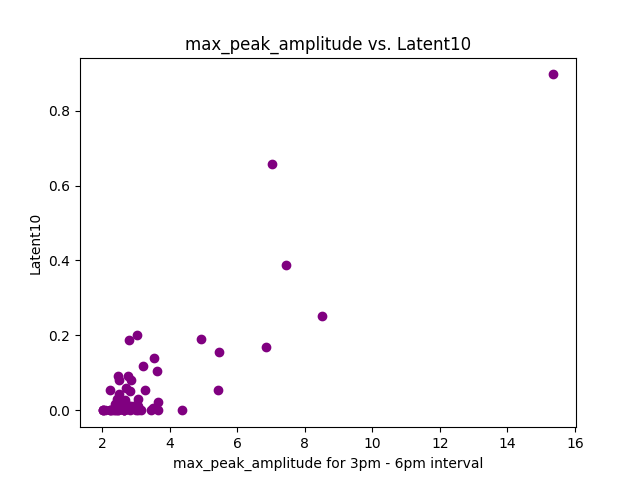 max_peak_amplitude vs. Latent10
Latent10
0.8
0.6
0.4
0.2
0.0
2 4 6 8 10 12 14 16
max_peak_amplitude for 3pm - 6pm interval